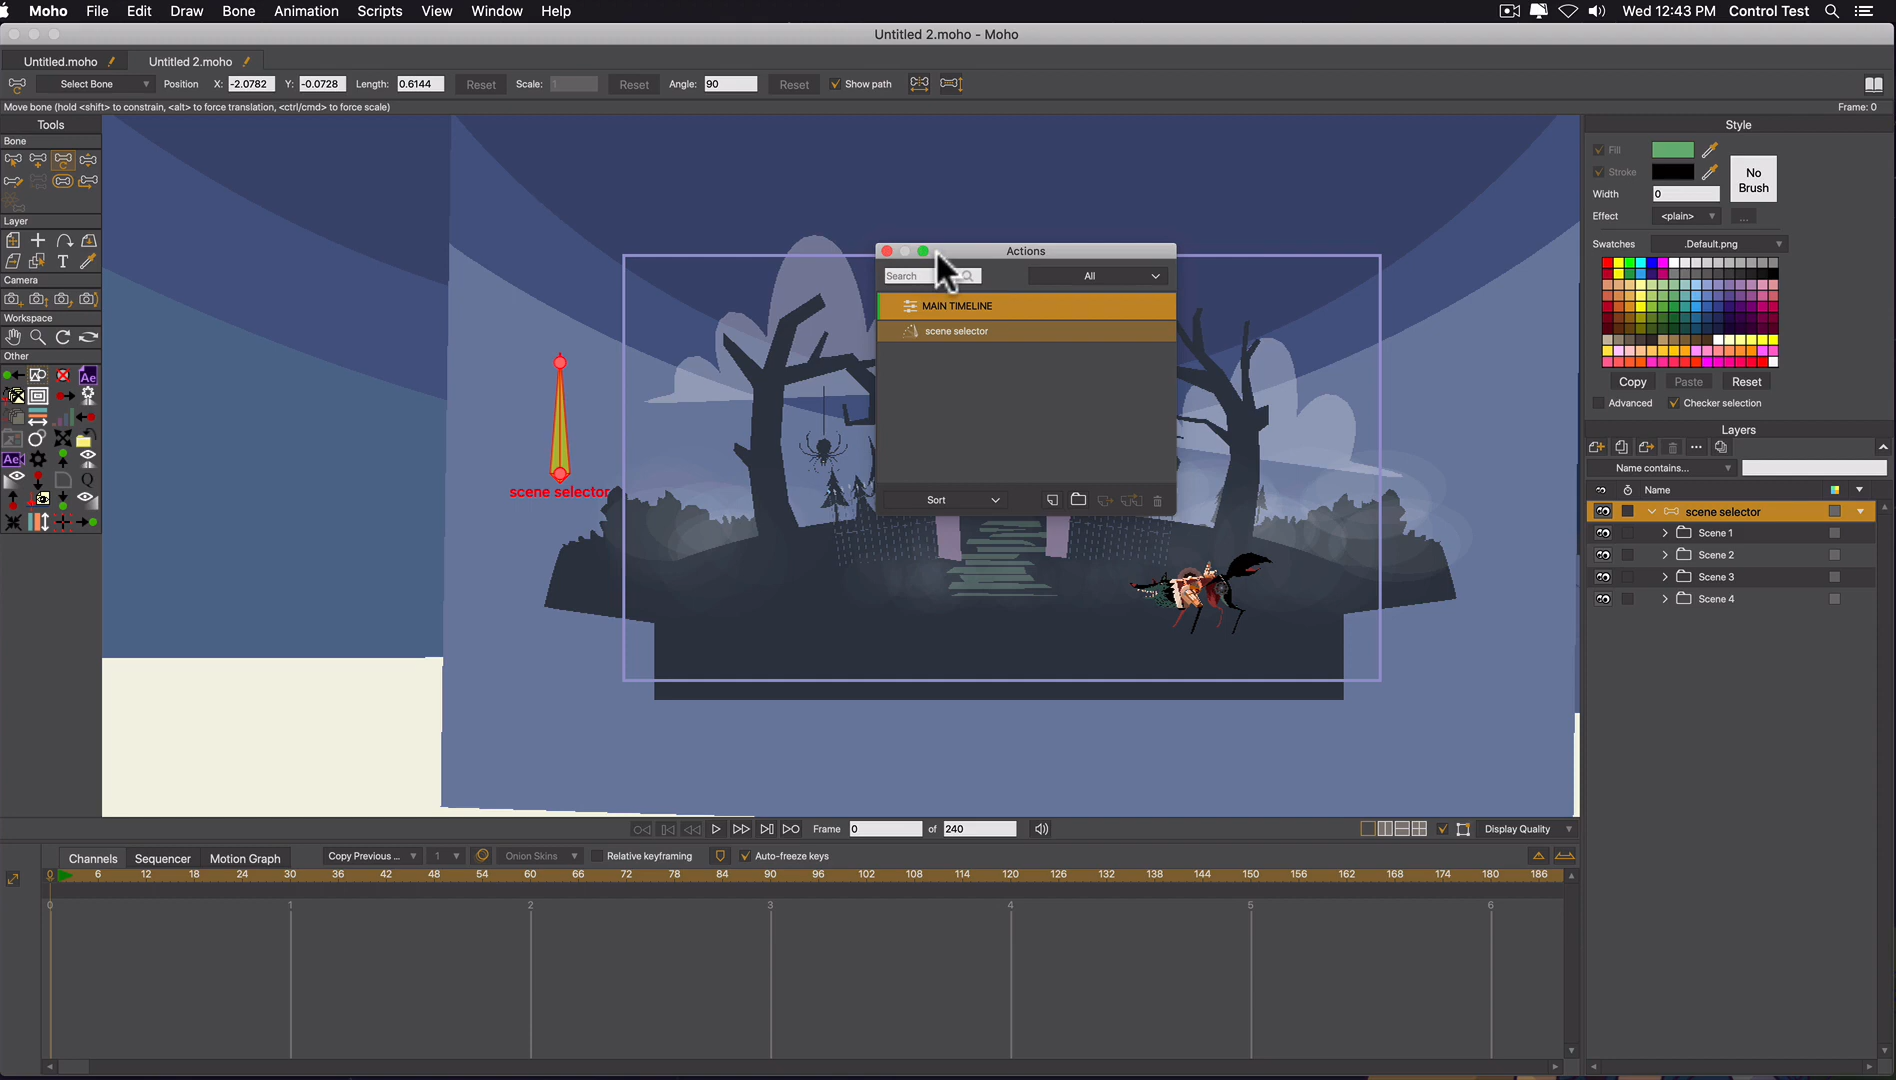 Moho File Edit Draw Bone Animation Scripts View Window Help Wed 12:43 PM Control Test
Untitled 2.moho - Moho
Untitled.moho Untitled 2.moho
Select Bone Position X: -2.0782 Y: -0.0728 Length: 0.6144 Reset Scale: 1 Reset Angle: 90 Reset Show path
Move bone (hold <shift> to constrain, <alt> to force translation, <ctrl/cmd> to force scale) Frame: 0
Tools
Bone
Layer
T
Camera
Workspace
Other
Ae
Ae
Q
scene selector
Actions
Search All
MAIN TIMELINE
scene selector
Sort
Style
Fill
Stroke
No Brush
Width 0
Effect <plain> ...
Swatches .Default.png
Copy Paste Reset
Advanced Checker selection
Layers
Name contains...
Name
scene selector
Scene 1
Scene 2
Scene 3
Scene 4
Frame 0 of 240 Display Quality
Channels Sequencer Motion Graph Copy Previous ... 1 Onion Skins Relative keyframing Auto-freeze keys
0 6 12 18 24 30 36 42 48 54 60 66 72 78 84 90 96 102 108 114 120 126 132 138 144 150 156 162 168 174 180 186
0 1 2 3 4 5 6